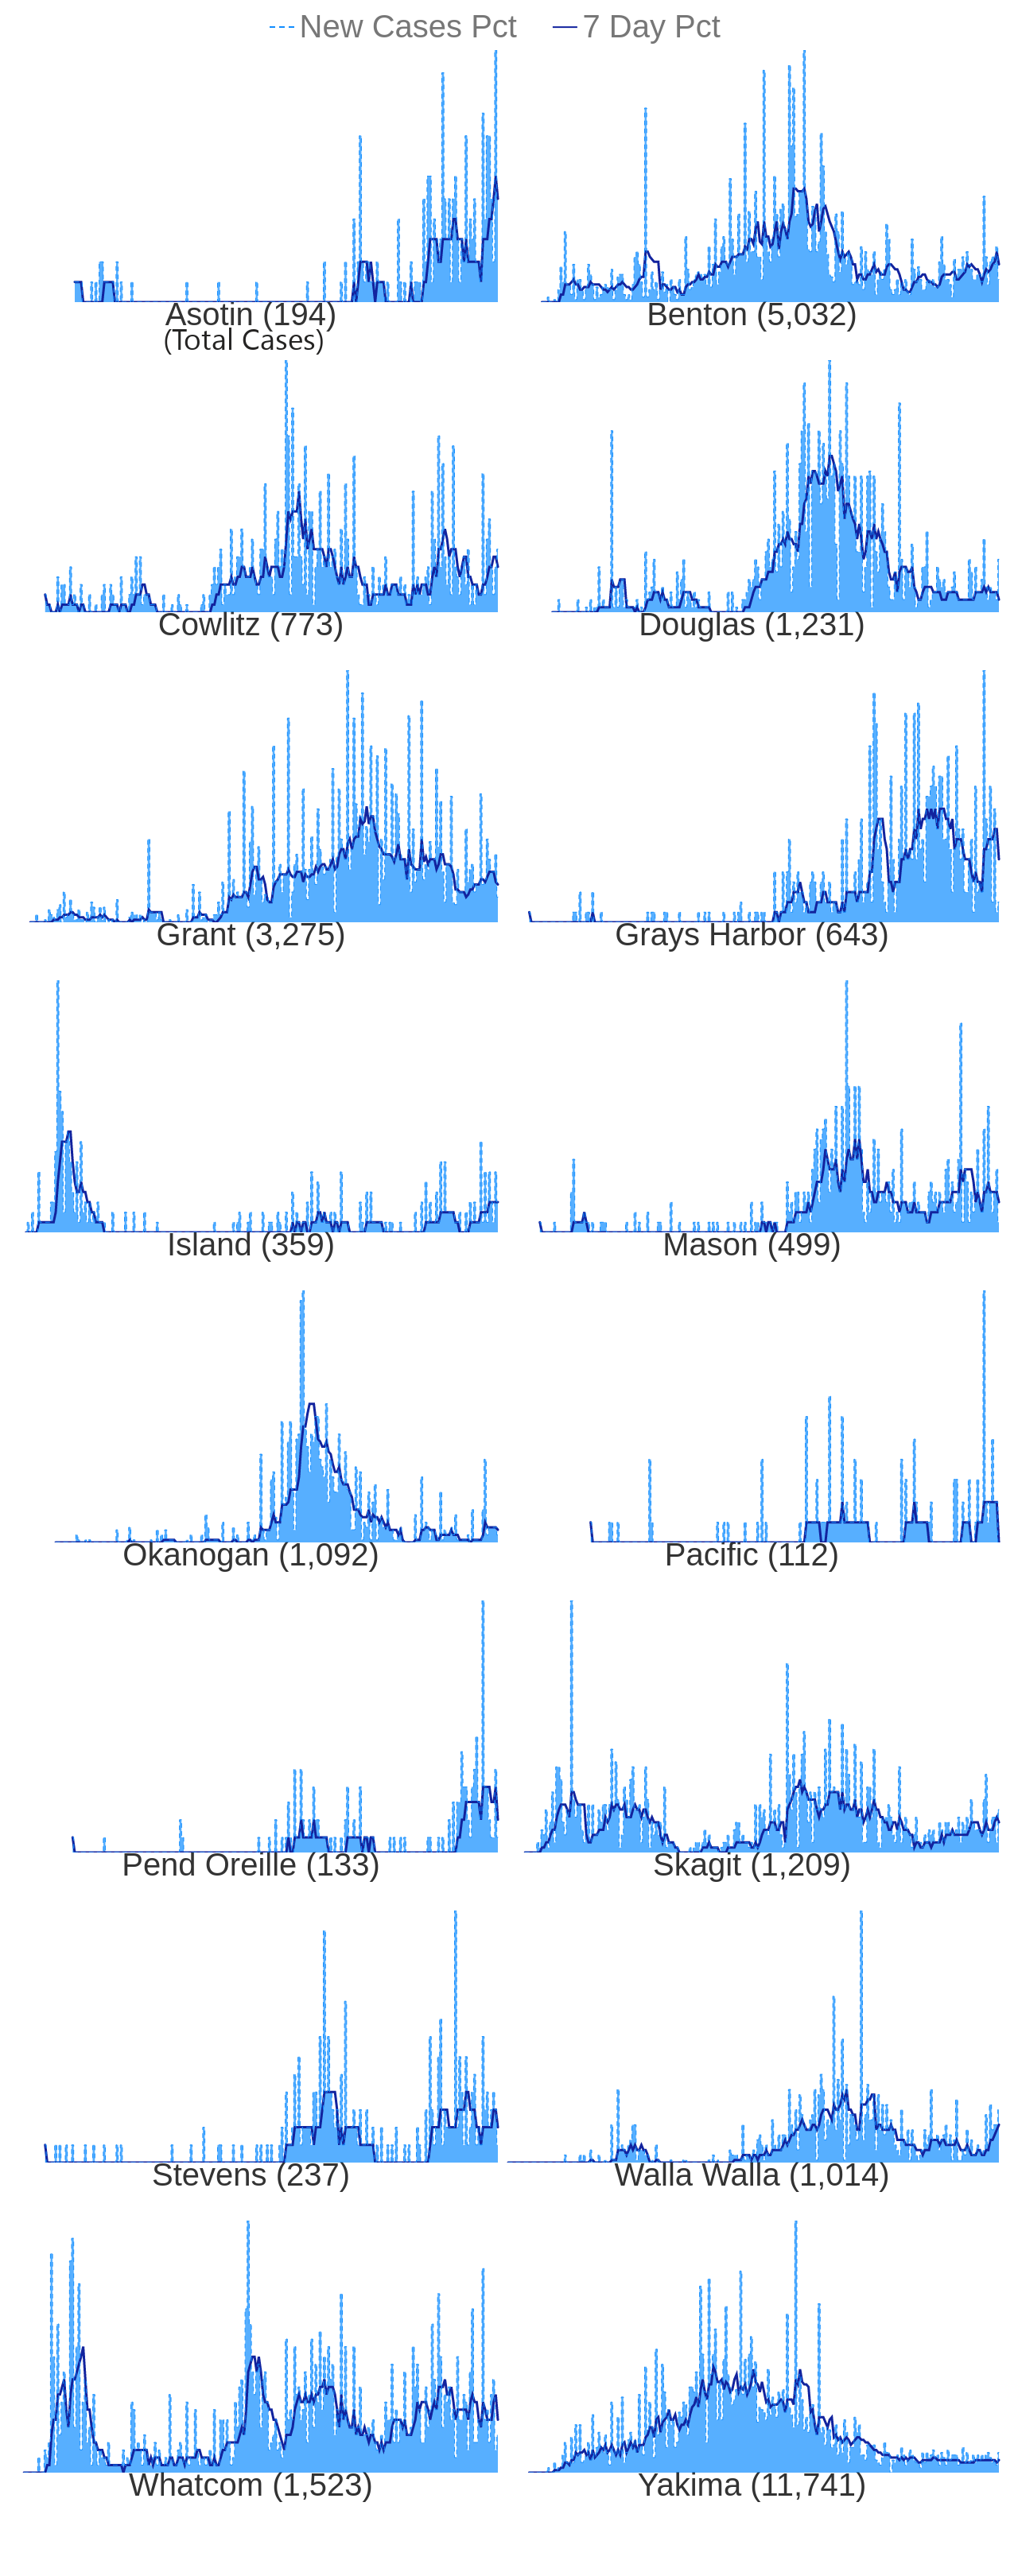 New Cases Pct 7 Day Pct
Asotin (194) Benton (5,032)
(Total Cases)
Cowlitz (773) Douglas (1,231)
Grant (3,275) Grays Harbor (643)
Island (359) Mason (499)
Okanogan (1,092) Pacific (112)
Pend Oreille (133) Skagit (1,209)
Stevens (237) Walla Walla (1,014)
Whatcom (1,523) Yakima (11,741)